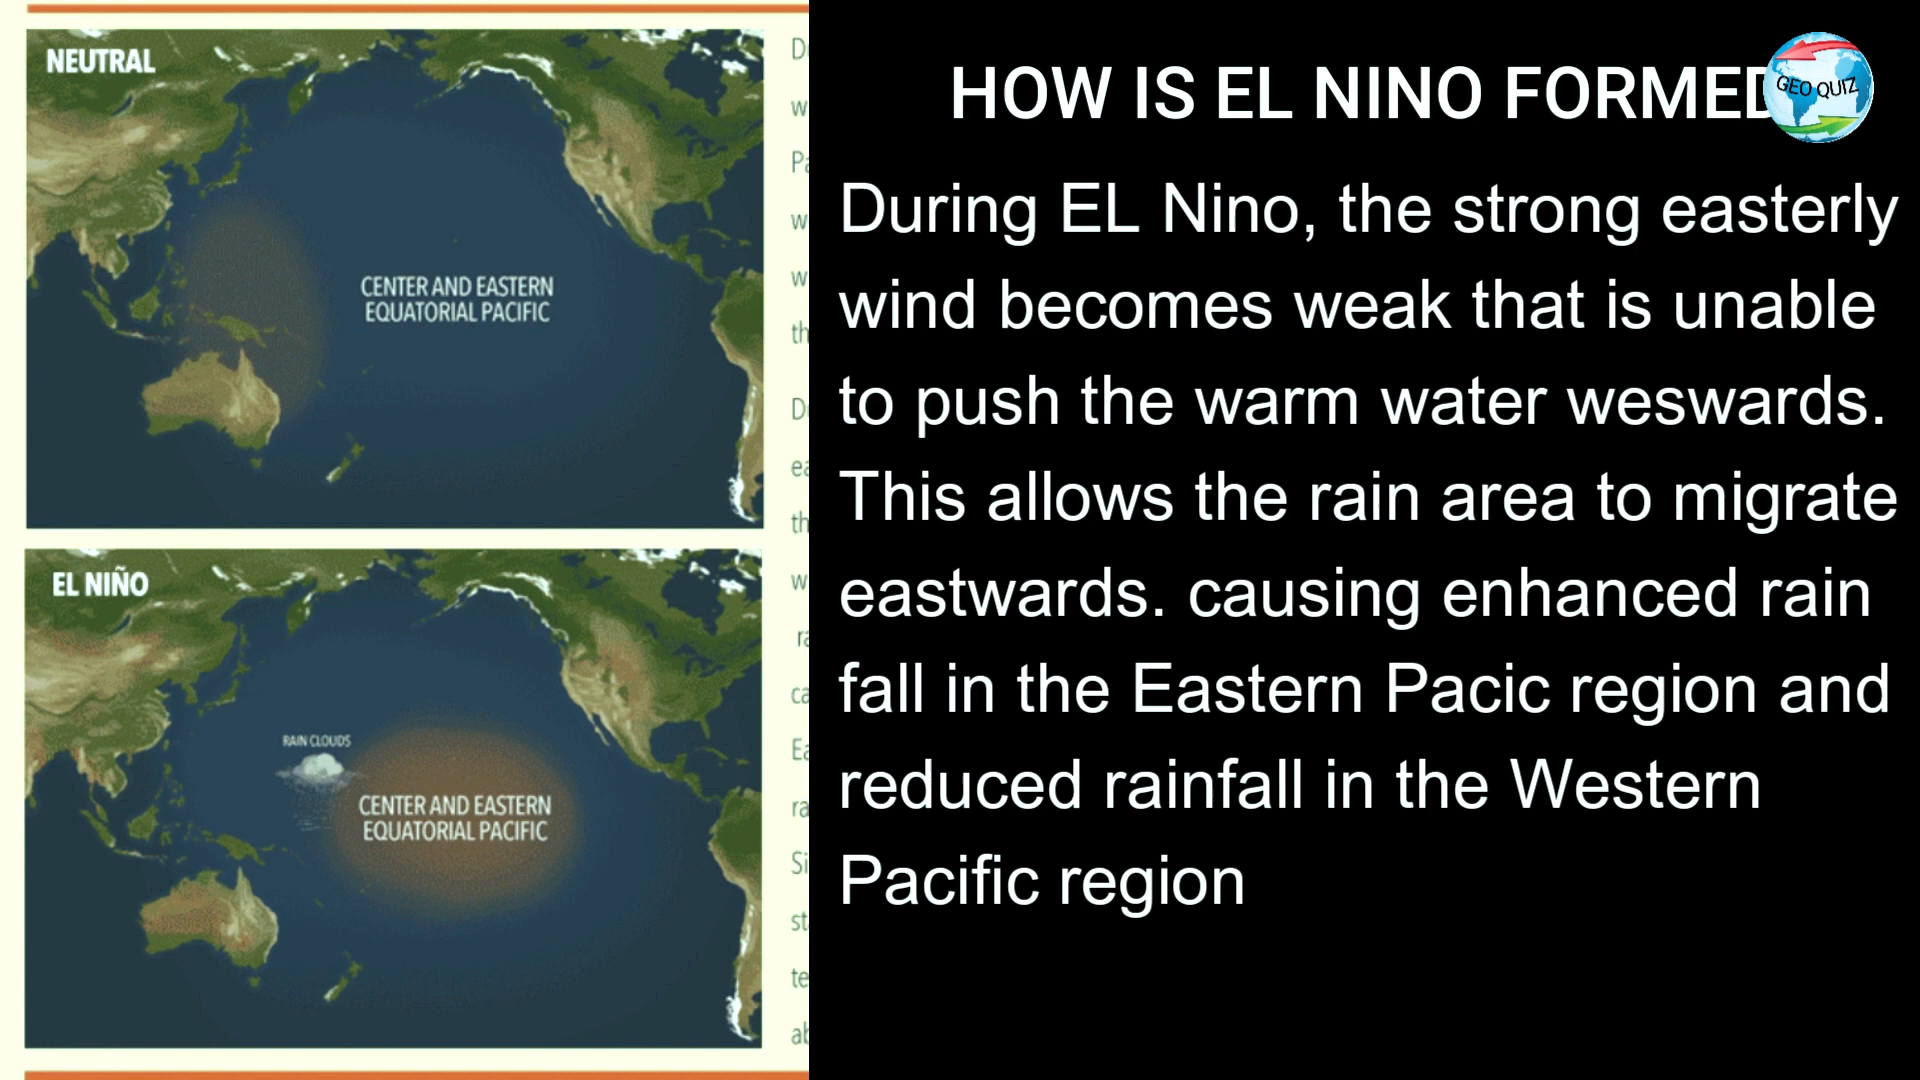 NEUTRAL
CENTER AND EASTERN
EQUATORIAL PACIFIC
EL NIÑO
RAIN CLOUDS
CENTER AND EASTERN
EQUATORIAL PACIFIC
HOW IS EL NINO FORMED
GEO QUIZ
During EL Nino, the strong easterly
wind becomes weak that is unable
to push the warm water weswards.
This allows the rain area to migrate
eastwards. causing enhanced rain
fall in the Eastern Pacic region and
reduced rainfall in the Western
Pacific region